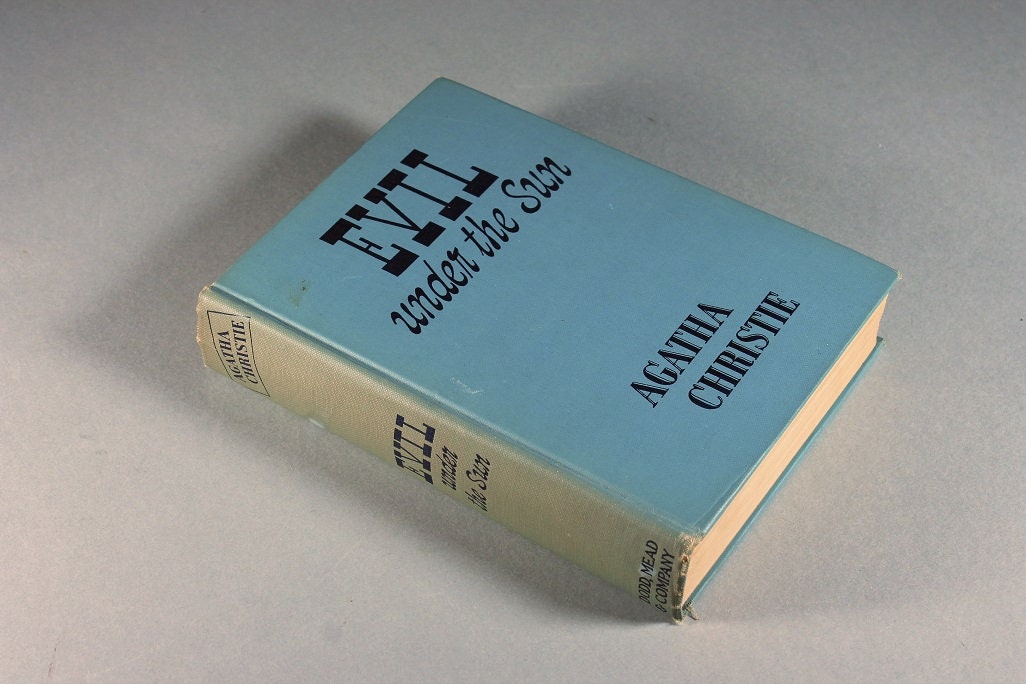 EVIL
under the Sun
AGATHA
CHRISTIE
AGATHA
CHRISTIE
EVIL
under
the Sun
DODD, MEAD
& COMPANY